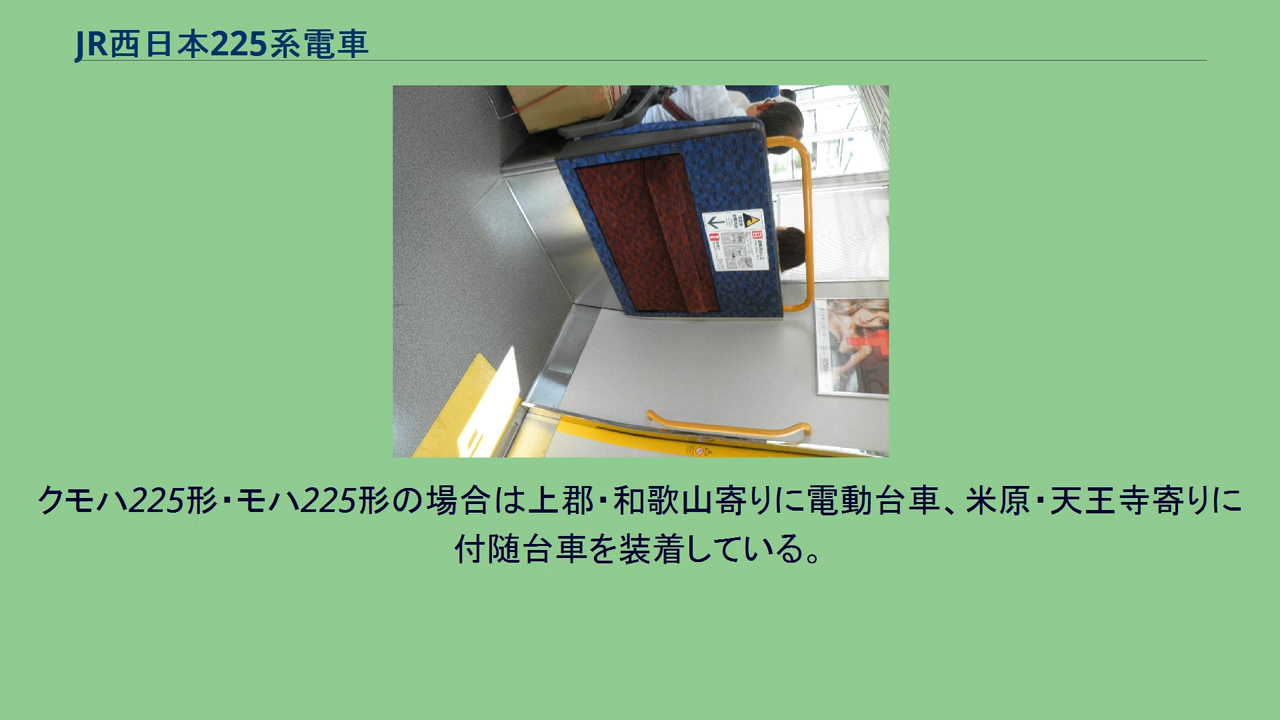 JR西日本225系電車
クモハ225形・モハ225形の場合は上郡・和歌山寄りに電動台車、米原・天王寺寄りに
付随台車を装着している。